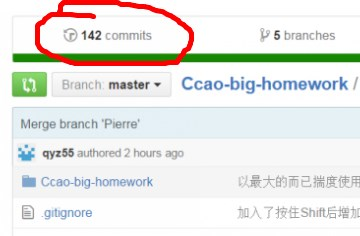 142 commits 5 branches
Branch: master Ccao-big-homework /
Merge branch 'Pierre'
qyz55 authored 2 hours ago
Ccao-big-homework 以最大的而已揣度使用
.gitignore 加入了按住Shift后增加